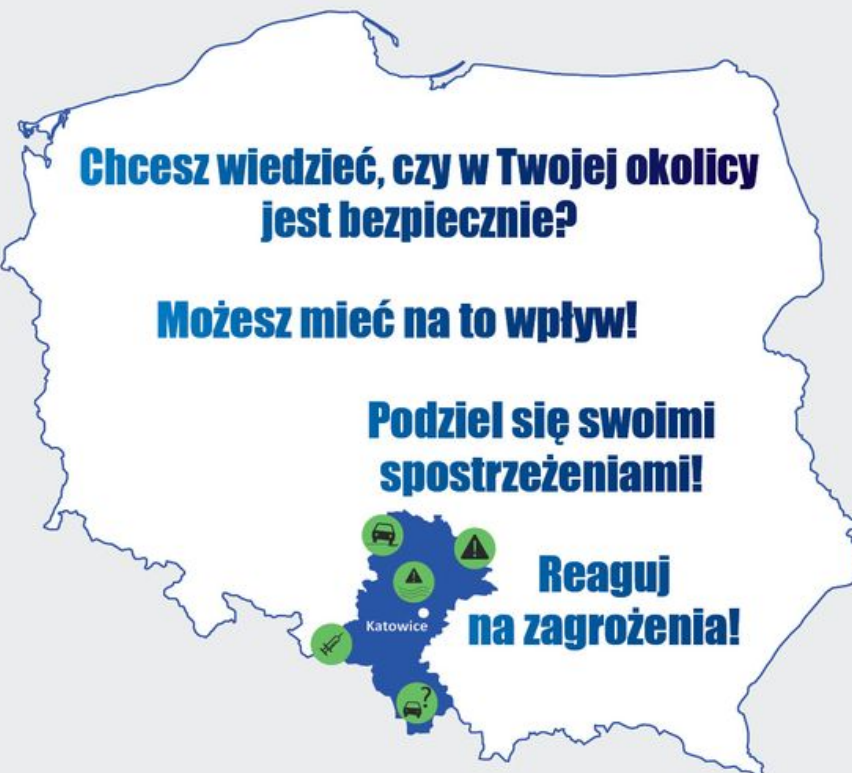 Chcesz wiedzieć, czy w Twojej okolicy
jest bezpiecznie?
Możesz mieć na to wpływ!
Podziel się swoimi
spostrzeżeniami!
Reaguj
na zagrożenia!
Katowice
?